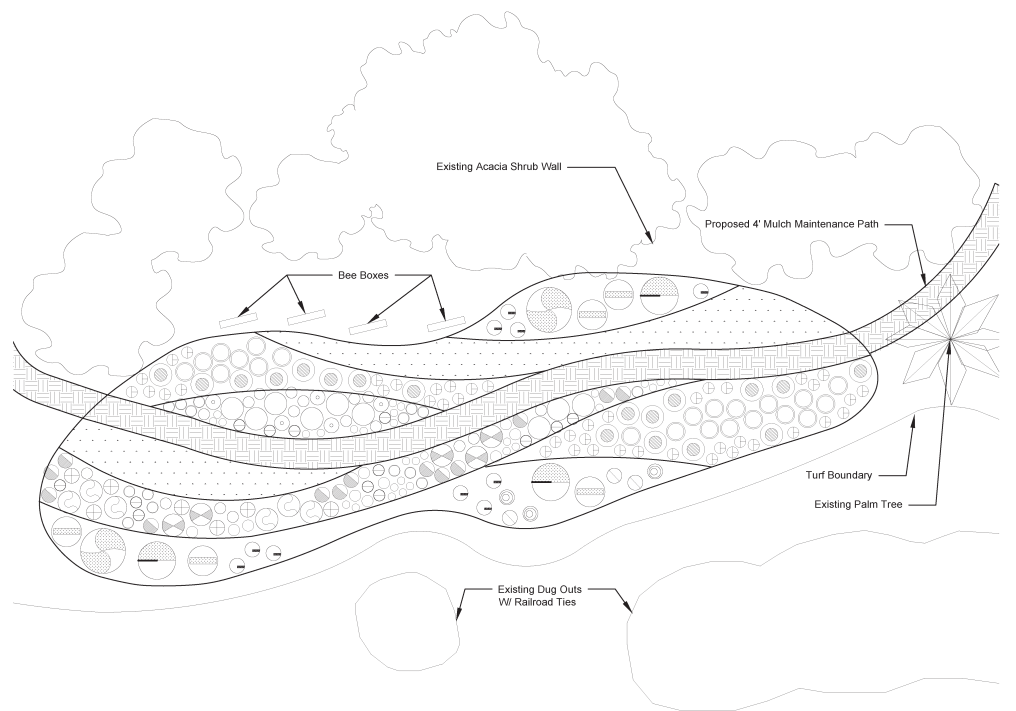 Existing Acacia Shrub Wall
Proposed 4' Mulch Maintenance Path
Bee Boxes
Turf Boundary
Existing Palm Tree
Existing Dug Outs
W/ Railroad Ties